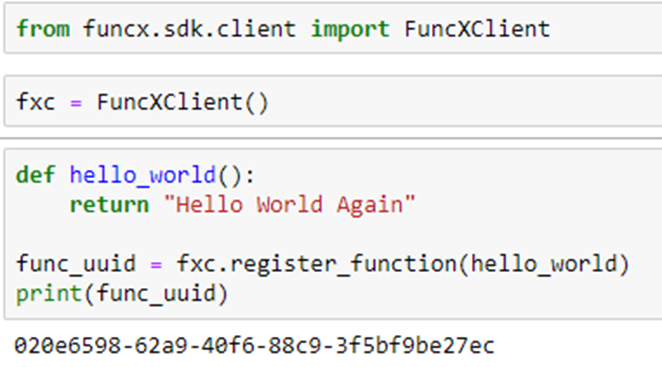 from funcx.sdk.client import FuncXClient
fxc = FuncXClient()
def hello_world():
    return "Hello World Again"
func_uuid = fxc.register_function(hello_world)
print(func_uuid)
020e6598-62a9-40f6-88c9-3f5bf9be27ec